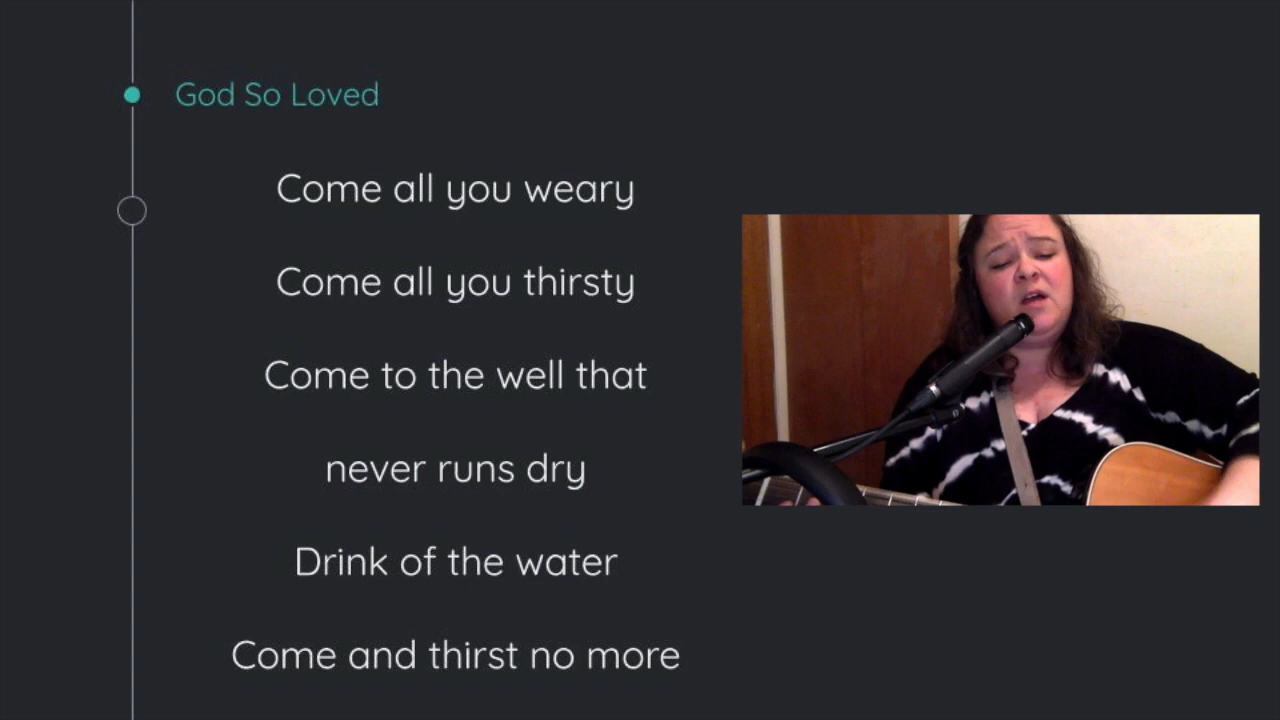 God So Loved
Come all you weary
Come all you thirsty
Come to the well that
never runs dry
Drink of the water
Come and thirst no more